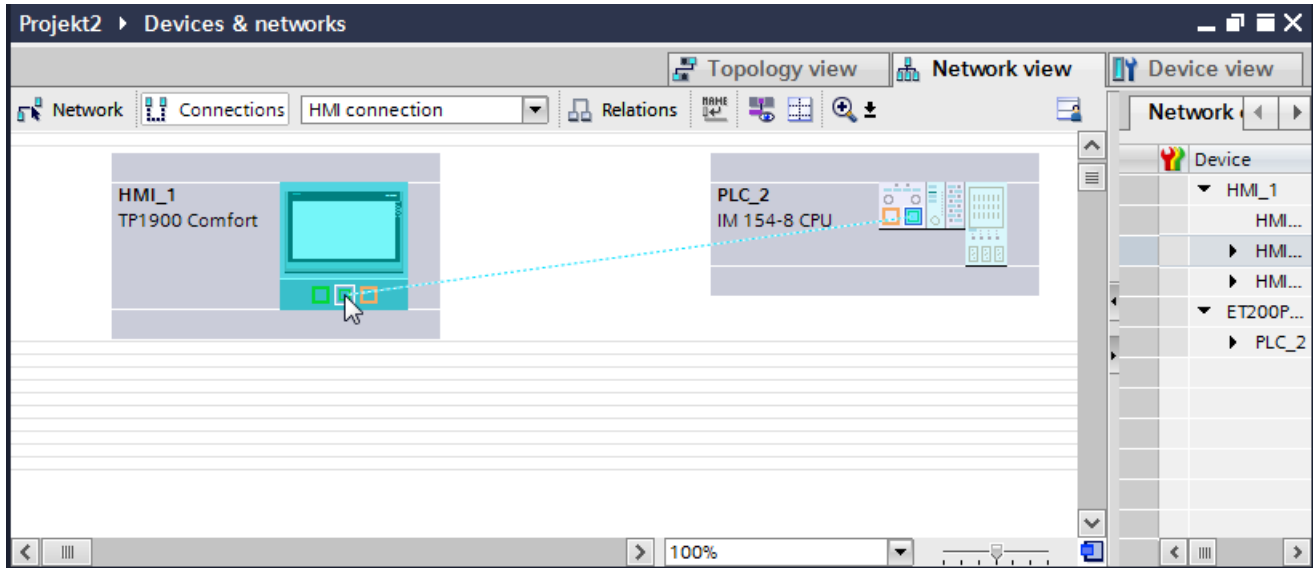 Projekt2 Devices & networks
Topology view Network view Device view
Network Connections HMI connection Relations NAME Network
Device
HMI_1
TP1900 Comfort
PLC_2
IM 154-8 CPU
HMI_1
HMI...
HMI...
HMI...
ET200P...
PLC_2
100%